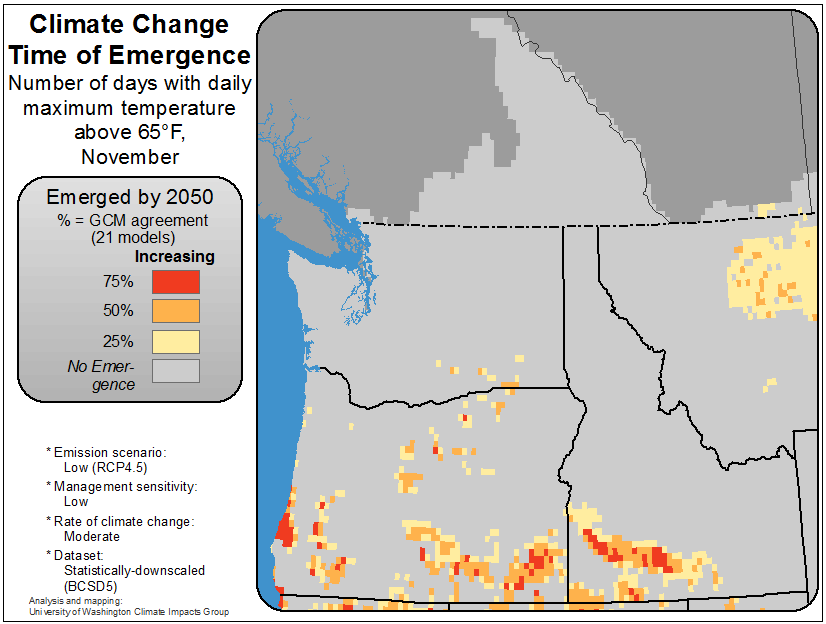 Climate Change
Time of Emergence
Number of days with daily
maximum temperature
above 65°F,
November
Emerged by 2050
% = GCM agreement
(21 models)
Increasing
75%
50%
25%
No Emer-
gence
* Emission scenario:
Low (RCP4.5)
* Management sensitivity:
Low
* Rate of climate change:
Moderate
* Dataset:
Statistically-downscaled
(BCSD5)
Analysis and mapping:
University of Washington Climate Impacts Group